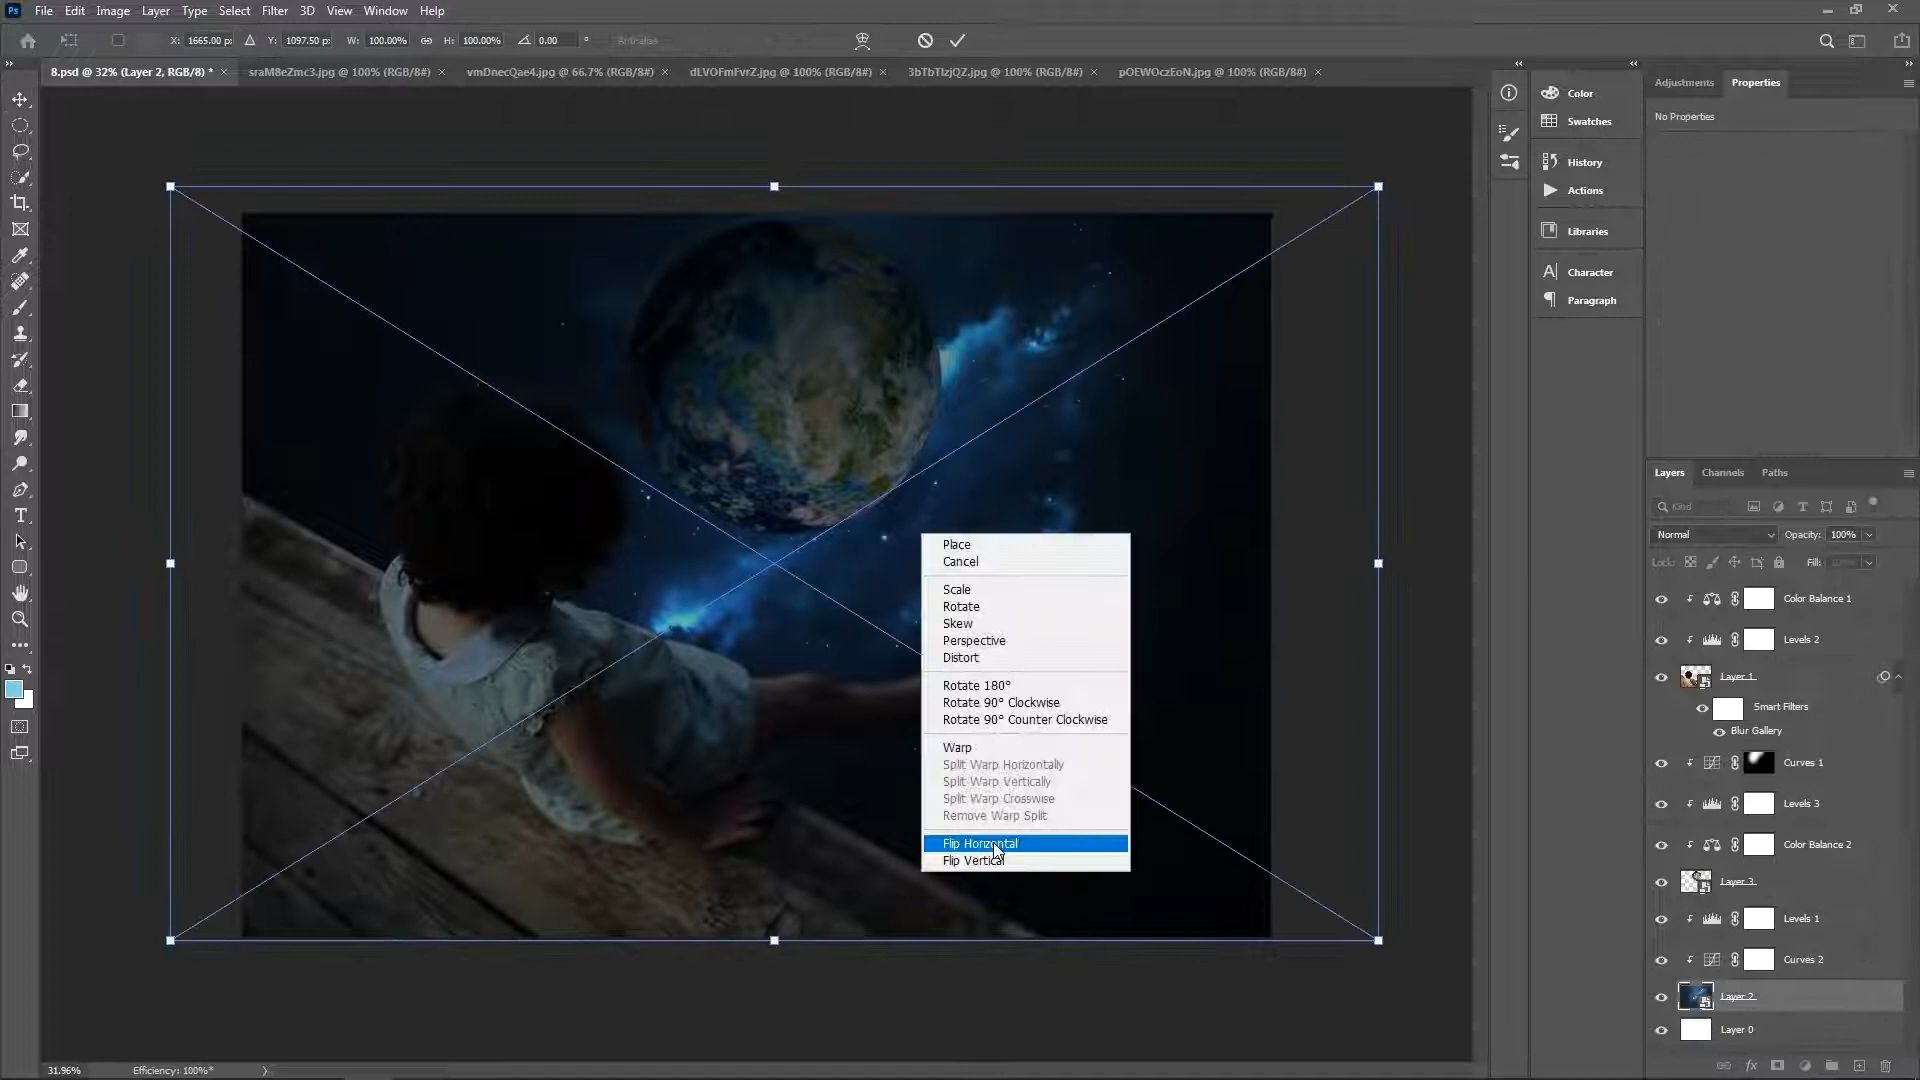 Ps File Edit Image Layer Type Select Filter 3D View Window Help
X: 1665.00 p: Δ Y: 1097.50 p: W: 100.00% H: 100.00% 0.00 ° Antialias
8.psd @ 32% (Layer 2, RGB/8) * × sraM8eZmc3.jpg @ 100% (RGB/8#) × vmDnecQae4.jpg @ 66.7% (RGB/8#) × dLVOFmFvrZ.jpg @ 100% (RGB/8#) × 3bTbTlzjQZ.jpg @ 100% (RGB/8#) × pOEWOczEoN.jpg @ 100% (RGB/8#) ×
Color
Swatches
History
Actions
Libraries
Character
Paragraph
Adjustments Properties
No Properties
Place
Cancel
Scale
Rotate
Skew
Perspective
Distort
Rotate 180°
Rotate 90° Clockwise
Rotate 90° Counter Clockwise
Warp
Split Warp Horizontally
Split Warp Vertically
Split Warp Crosswise
Remove Warp Split
Flip Horizontal
Flip Vertical
Layers Channels Paths
Kind
Normal Opacity: 100%
Lock: Fill:
Color Balance 1
Levels 2
Layer 1
Smart Filters
Blur Gallery
Curves 1
Levels 3
Color Balance 2
Layer 3
Levels 1
Curves 2
Layer 2
Layer 0
fx
31.96% Efficiency: 100%*